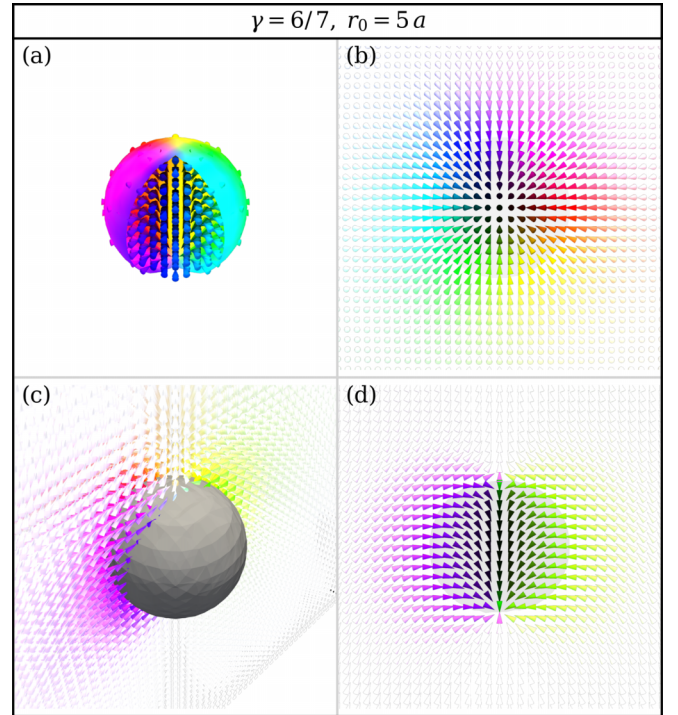 γ = 6/7, r₀ = 5 a
(a)
(b)
(c)
(d)